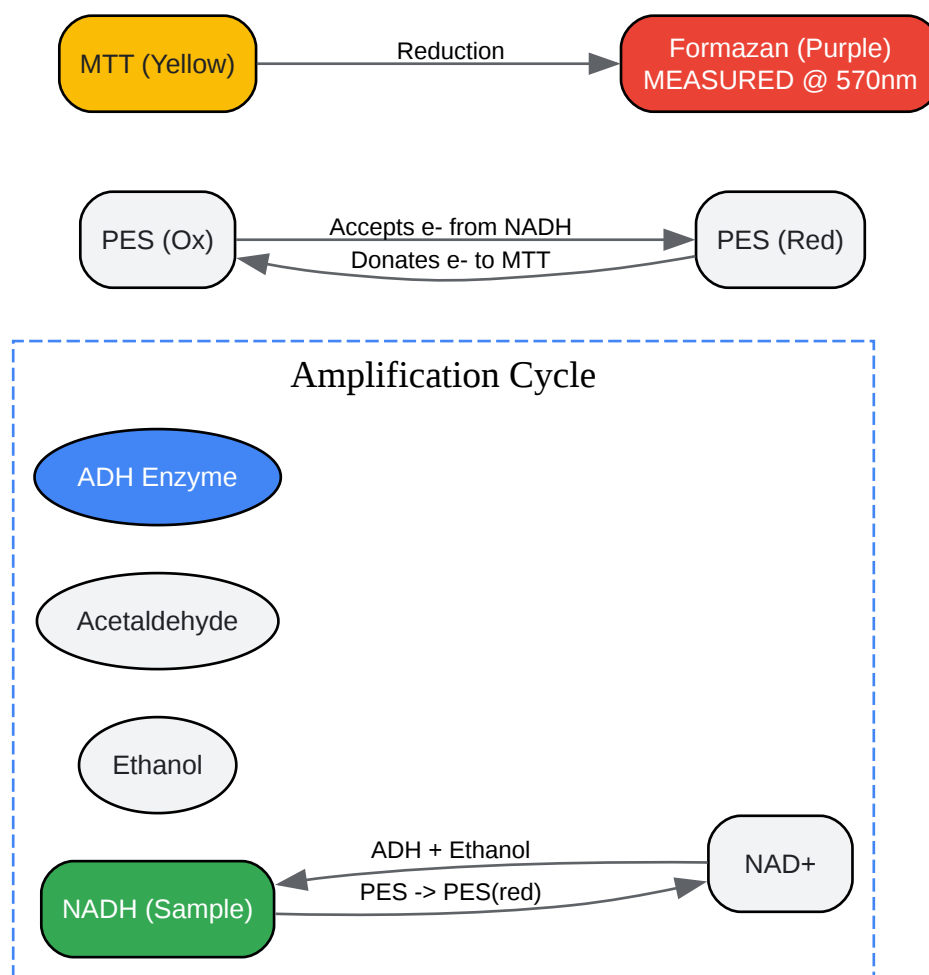 MTT (Yellow)
Reduction
Formazan (Purple)
MEASURED @ 570nm
PES (Ox)
Accepts e- from NADH
Donates e- to MTT
PES (Red)
Amplification Cycle
ADH Enzyme
Acetaldehyde
Ethanol
ADH + Ethanol
NAD+
PES -> PES(red)
NADH (Sample)